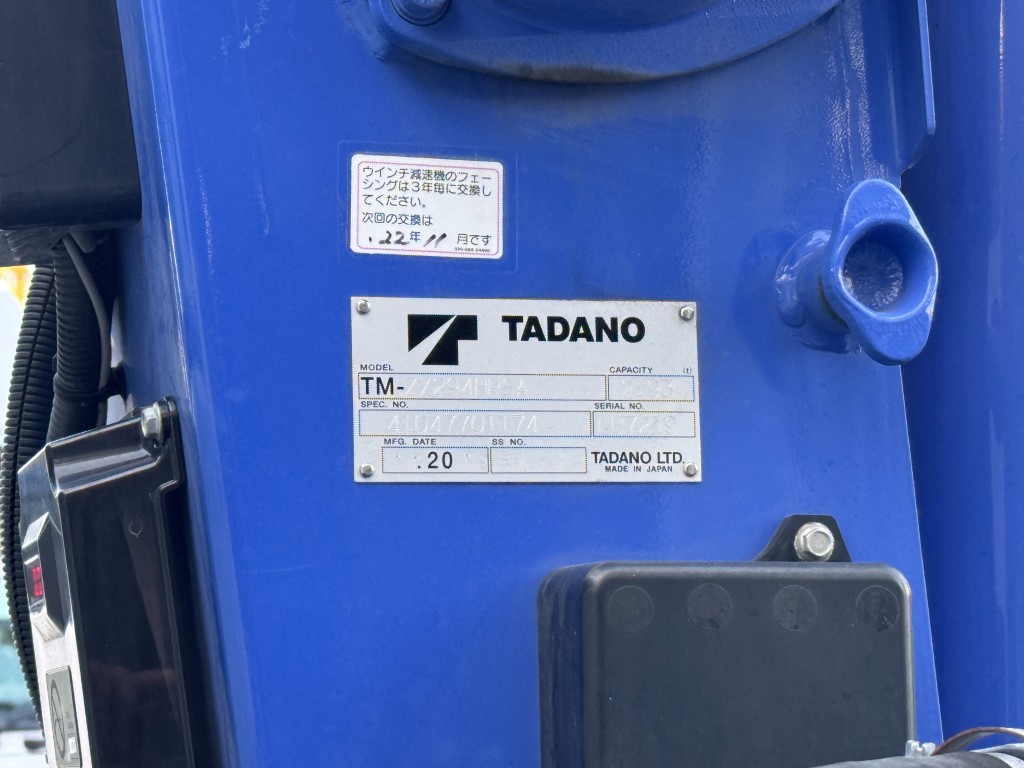 ウインチ減速機のフェー
シングは3年毎に交換し
てください。
次回の交換は
.22年11月です
TADANO
MODEL
CAPACITY (t)
TM-ZX294HRSA
SPEC. NO.
SERIAL NO.
MFG. DATE
SS NO.
.20
TADANO LTD.
MADE IN JAPAN